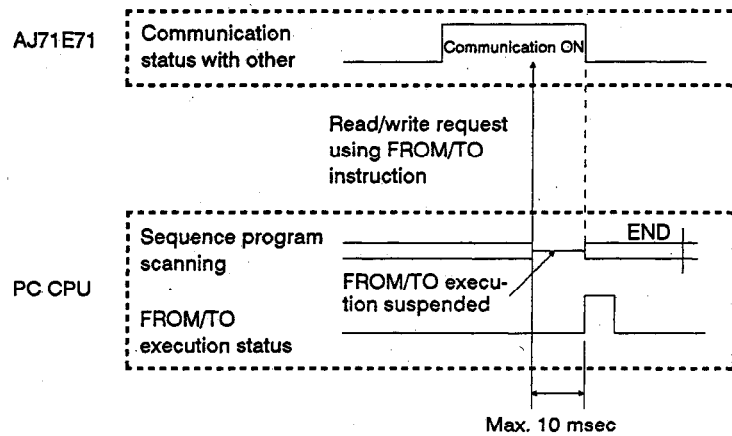 AJ71E71
Communication
status with other
Communication ON
Read/write request
using FROM/TO
instruction
Sequence program
scanning
END
FROM/TO execu-
tion suspended
PC CPU
FROM/TO
execution status
Max. 10 msec